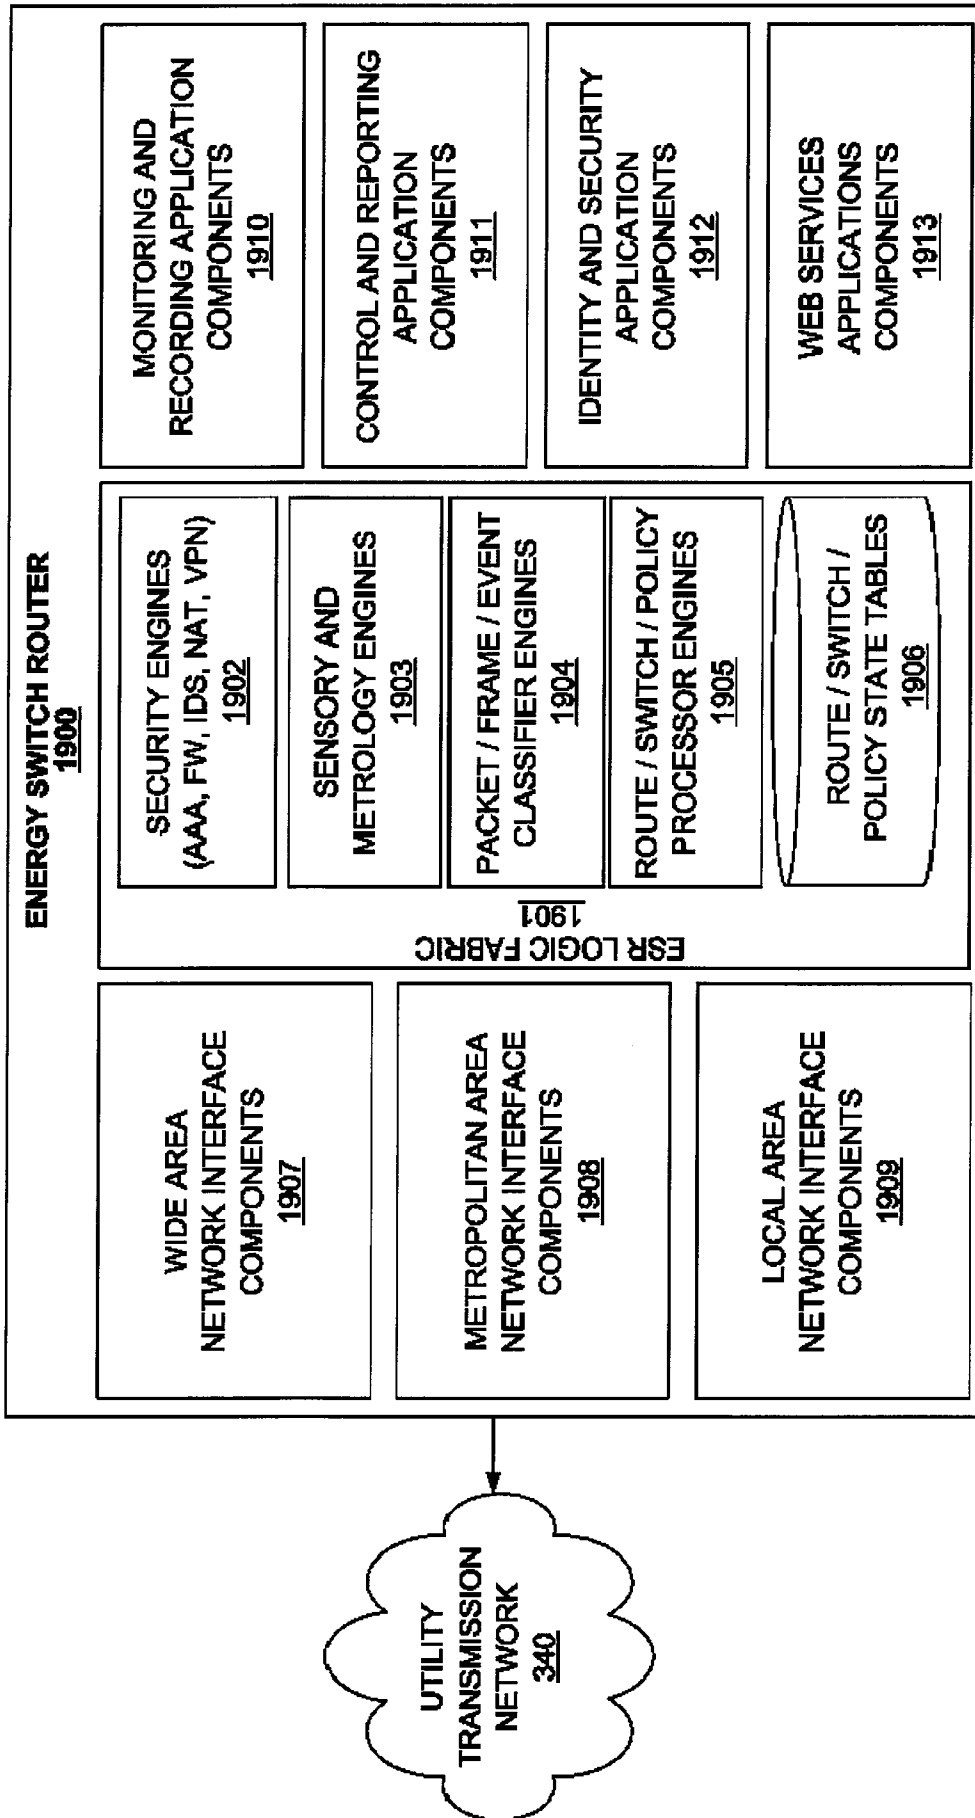 ENERGY SWITCH ROUTER
1900
UTILITY
TRANSMISSION
NETWORK
340
WIDE AREA
NETWORK INTERFACE
COMPONENTS
1907
METROPOLITAN AREA
NETWORK INTERFACE
COMPONENTS
1908
LOCAL AREA
NETWORK INTERFACE
COMPONENTS
1909
ESR LOGIC FABRIC
1901
SECURITY ENGINES
(AAA, FW, IDS, NAT, VPN)
1902
SENSORY AND
METROLOGY ENGINES
1903
PACKET / FRAME / EVENT
CLASSIFIER ENGINES
1904
ROUTE / SWITCH / POLICY
PROCESSOR ENGINES
1905
ROUTE / SWITCH /
POLICY STATE TABLES
1906
MONITORING AND
RECORDING APPLICATION
COMPONENTS
1910
CONTROL AND REPORTING
APPLICATION
COMPONENTS
1911
IDENTITY AND SECURITY
APPLICATION
COMPONENTS
1912
WEB SERVICES
APPLICATIONS
COMPONENTS
1913